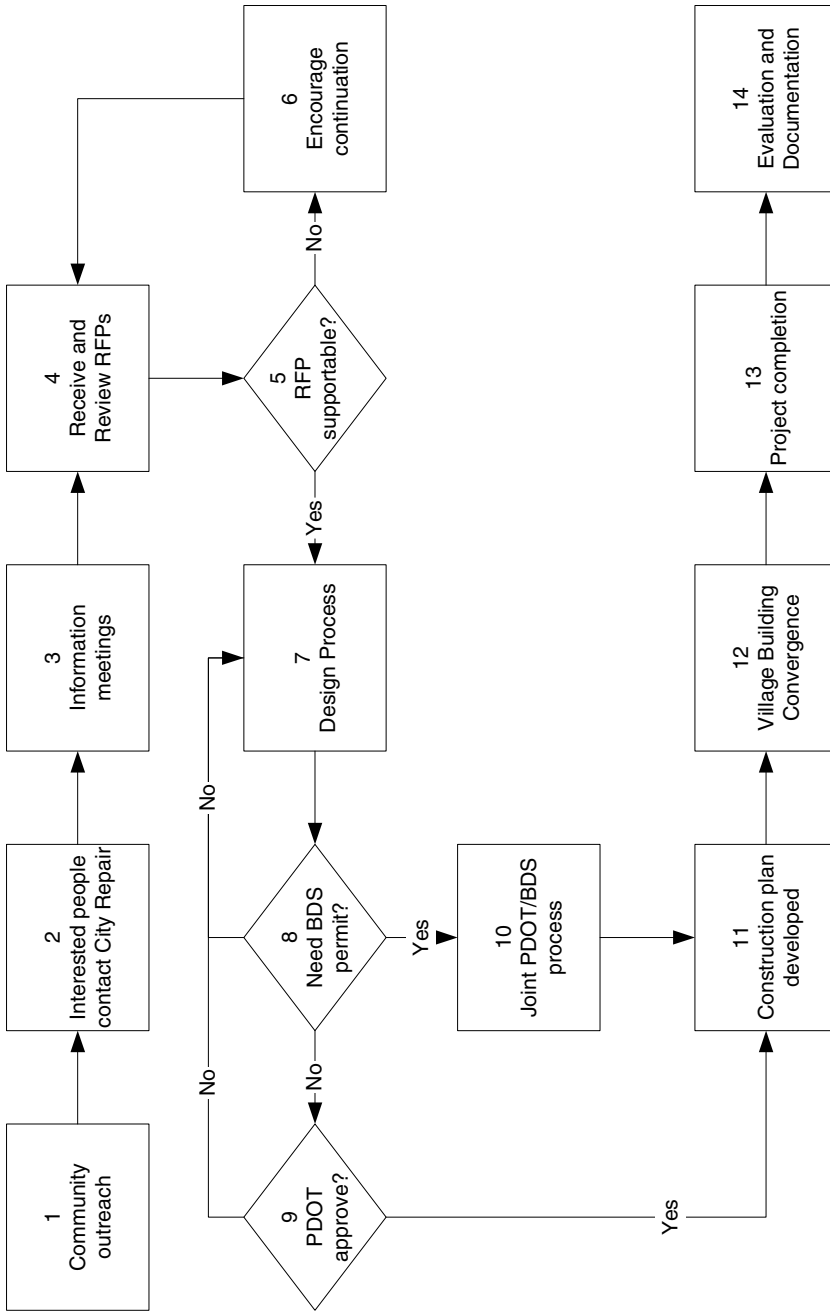 1
Community
outreach
2
Interested people
contact City Repair
3
Information
meetings
4
Receive and
Review RFPs
5
RFP
supportable?
No
6
Encourage
continuation
Yes
7
Design Process
No
8
Need BDS
permit?
No
No
9
PDOT
approve?
Yes
10
Joint PDOT/BDS
process
Yes
11
Construction plan
developed
12
Village Building
Convergence
13
Project completion
14
Evaluation and
Documentation